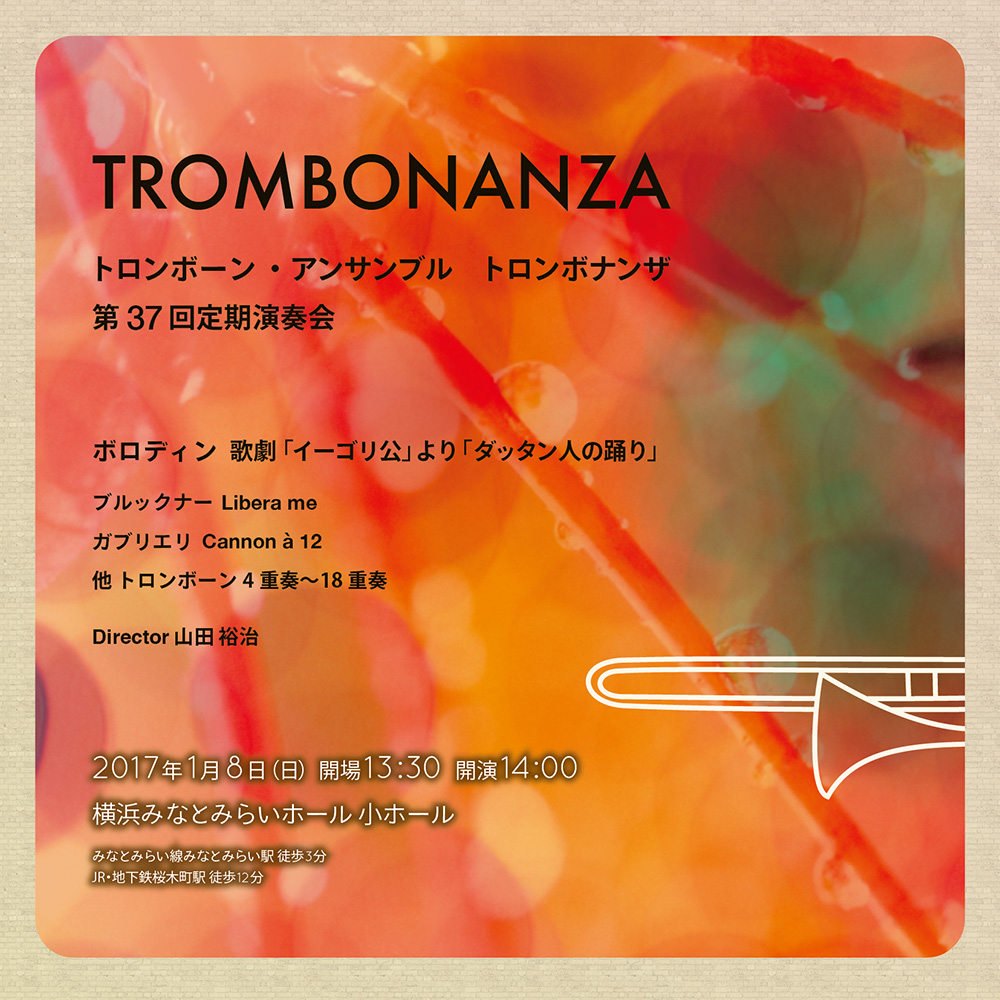 TROMBONANZA
トロンボーン・アンサンブル　トロンボナンザ
第37回定期演奏会
ボロディン 歌劇「イーゴリ公」より「ダッタン人の踊り」
ブルックナー Libera me
ガブリエリ Cannon à 12
他 トロンボーン 4 重奏〜18 重奏
Director 山田 裕治
2017年1月8日(日) 開場13:30 開演14:00
横浜みなとみらいホール 小ホール
みなとみらい線みなとみらい駅 徒歩3分
JR・地下鉄桜木町駅 徒歩12分